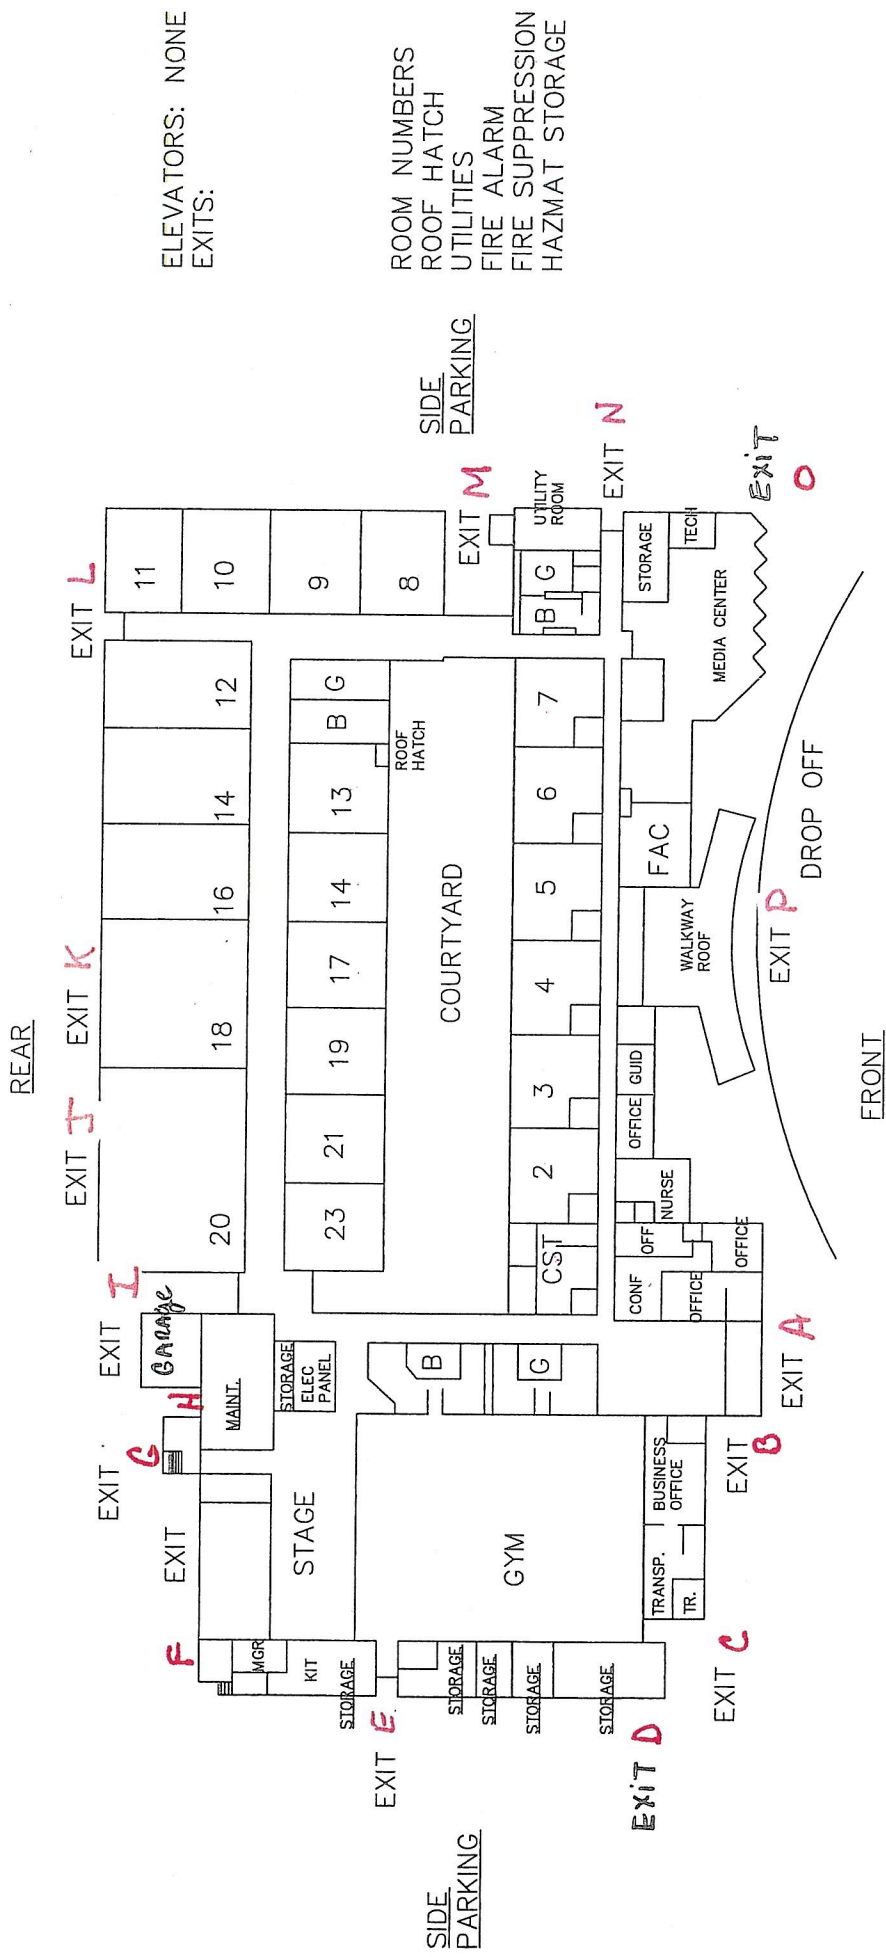 REAR
EXIT J
EXIT K
EXIT L
EXIT I
EXIT G
EXIT
F
H
GARAGE
MAINT.
MGR
KIT
STORAGE
STAGE
STORAGE
ELEC
PANEL
20
18
16
14
12
11
10
9
8
23
21
19
17
14
13
B
G
ROOF
HATCH
COURTYARD
ELEVATORS: NONE
EXITS:
ROOM NUMBERS
ROOF HATCH
UTILITIES
FIRE ALARM
FIRE SUPPRESSION
HAZMAT STORAGE
SIDE
PARKING
SIDE
PARKING
EXIT E
STORAGE
STORAGE
STORAGE
STORAGE
GYM
B
G
CST
2
3
4
5
6
7
B
G
UTILITY
ROOM
EXIT M
EXIT N
EXIT D
EXIT C
TRANSP.
TR.
BUSINESS
OFFICE
EXIT B
EXIT A
CONF
OFF
OFFICE
OFFICE
NURSE
OFFICE
GUID
WALKWAY
ROOF
FAC
MEDIA CENTER
STORAGE
TECH
EXIT O
EXIT P
DROP OFF
FRONT